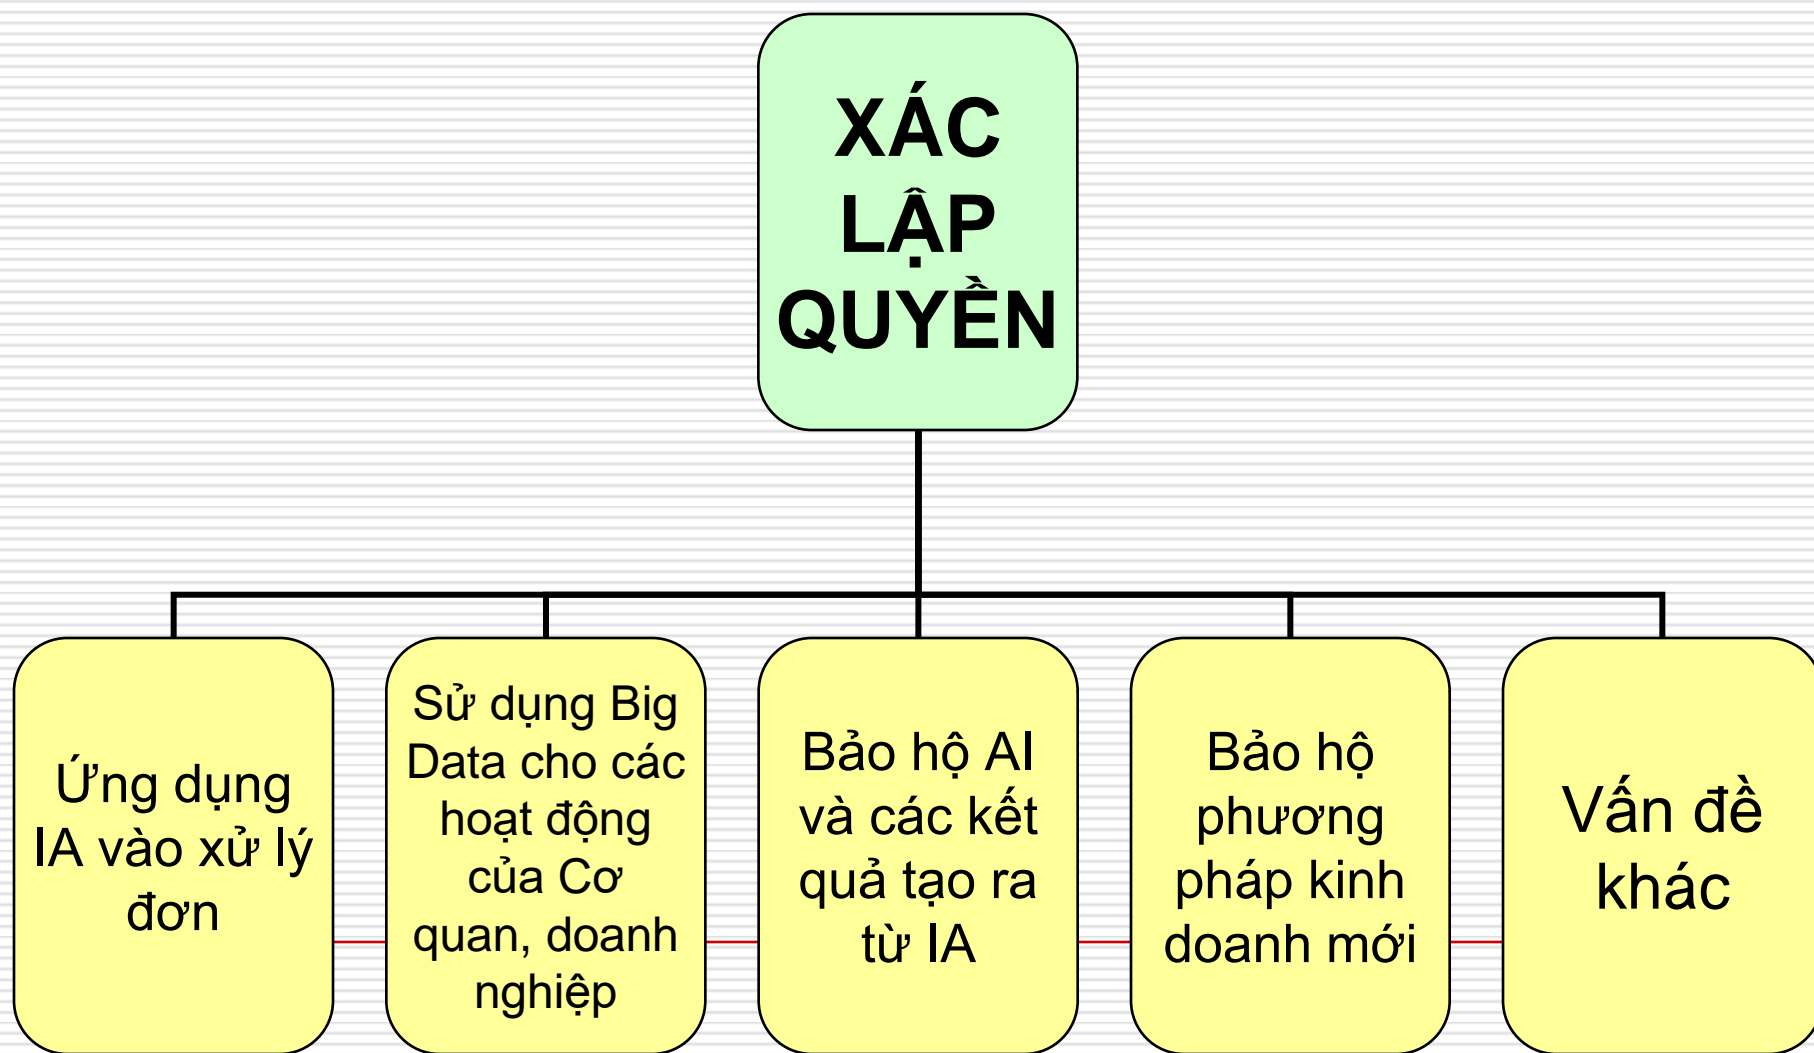 XÁC
LẬP
QUYỀN
Ứng dụng
IA vào xử lý
đơn
Sử dụng Big
Data cho các
hoạt động
của Cơ
quan, doanh
nghiệp
Bảo hộ AI
và các kết
quả tạo ra
từ IA
Bảo hộ
phương
pháp kinh
doanh mới
Vấn đề
khác